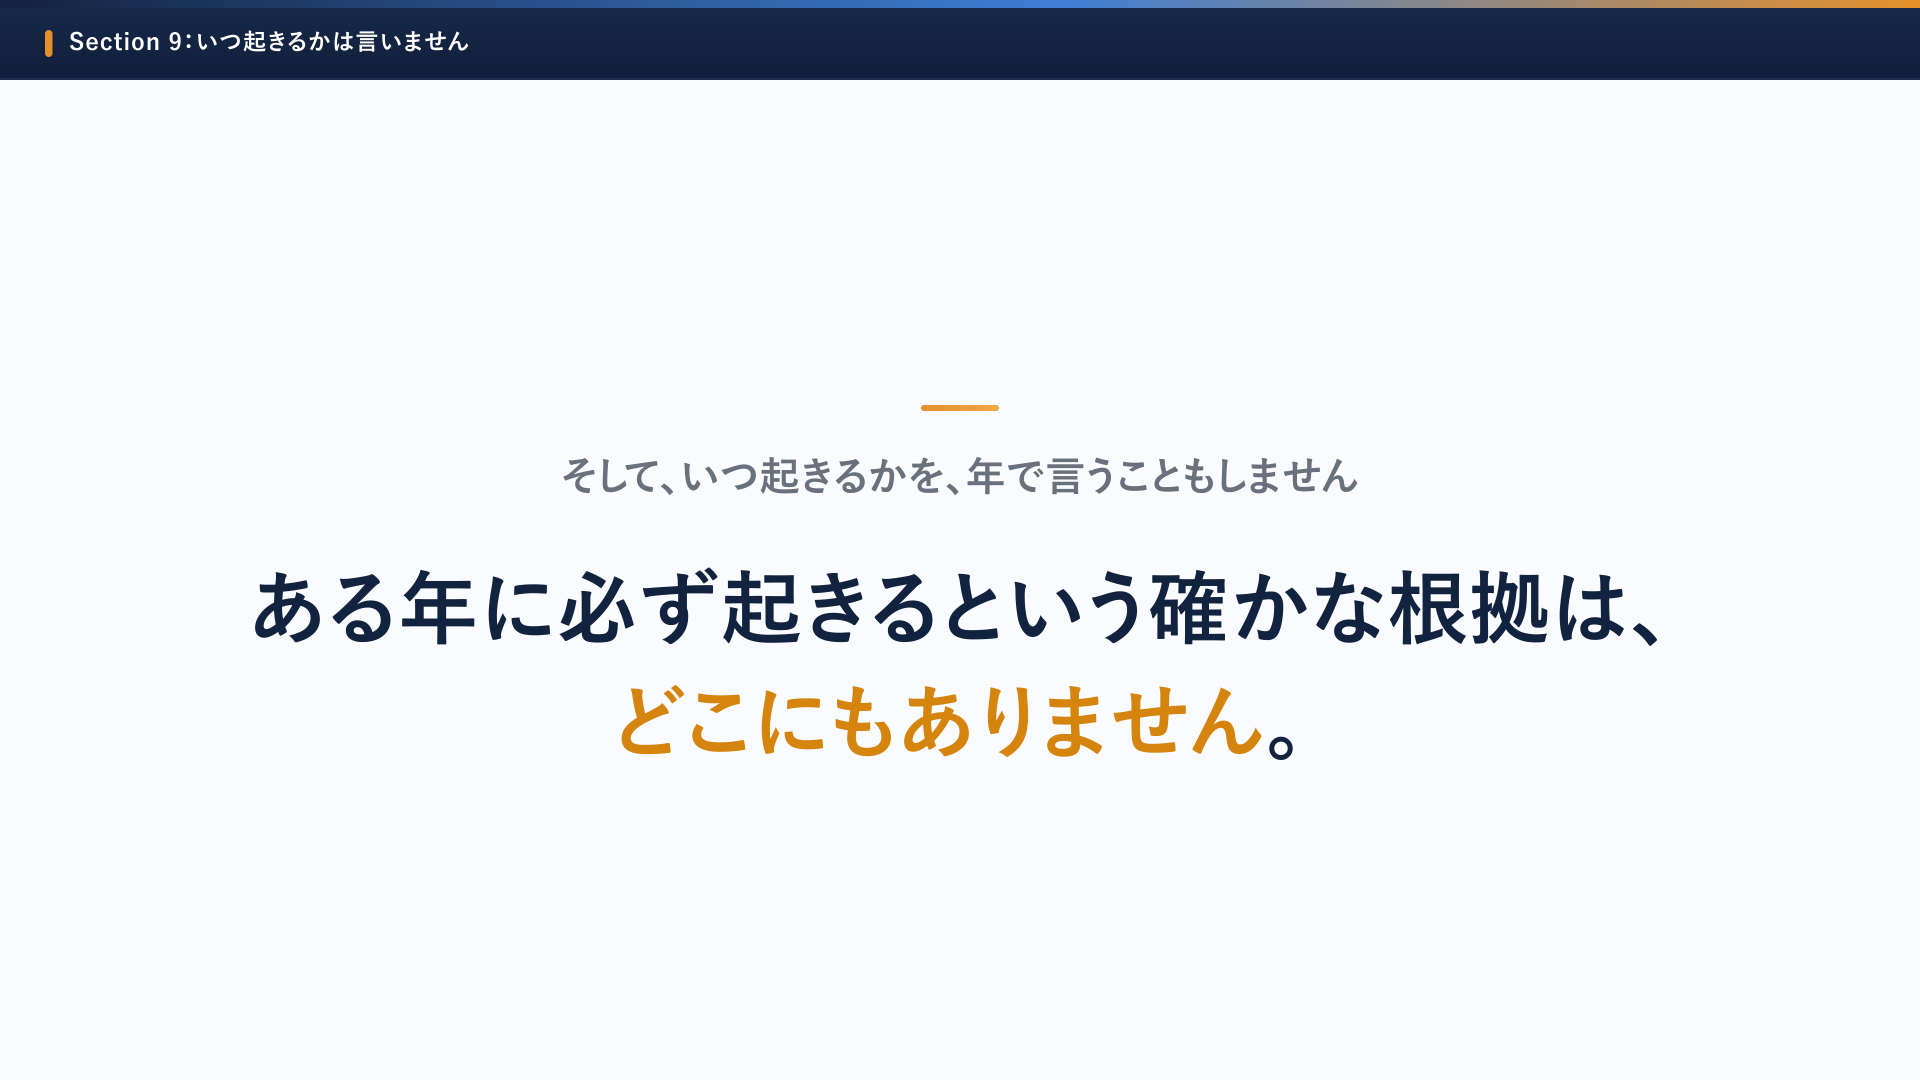 Section 9：いつ起きるかは言いません
そして、いつ起きるかを、年で言うこともしません
ある年に必ず起きるという確かな根拠は、
どこにもありません。